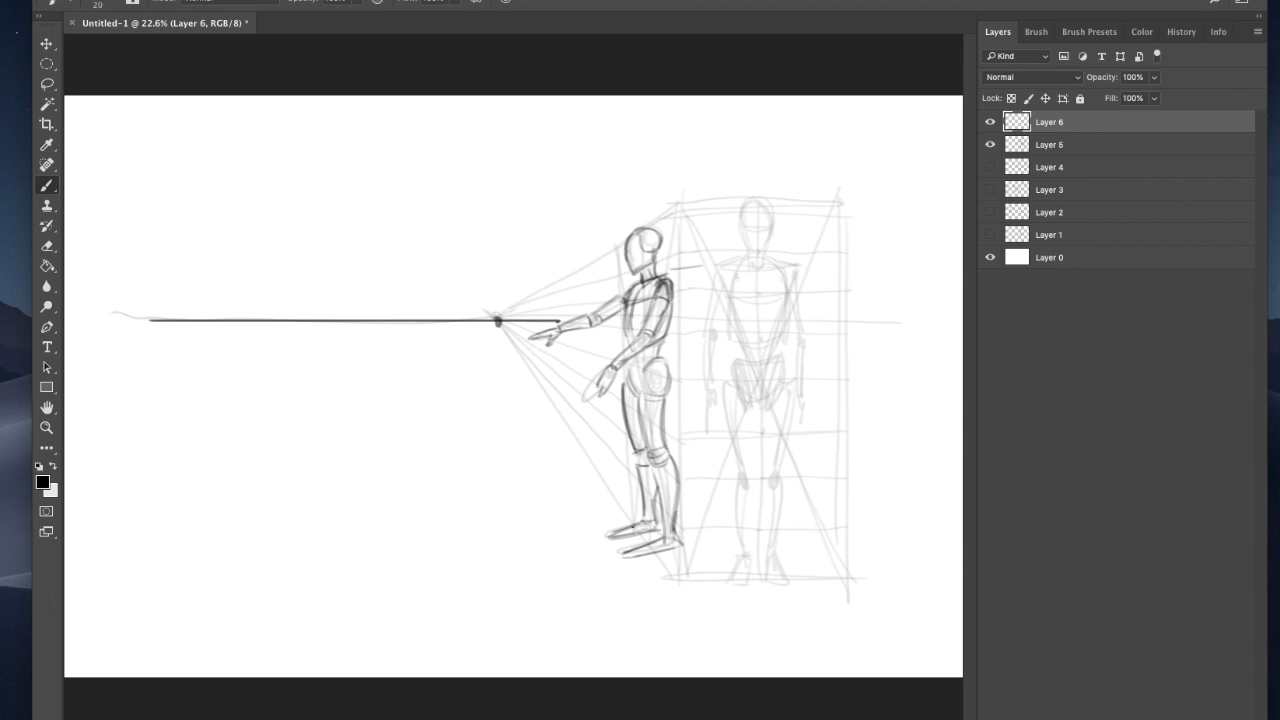 20
Untitled-1 @ 22.6% (Layer 6, RGB/8) *
Layers Brush Brush Presets Color History Info
Kind
Normal Opacity: 100%
Lock: Fill: 100%
Layer 6
Layer 5
Layer 4
Layer 3
Layer 2
Layer 1
Layer 0